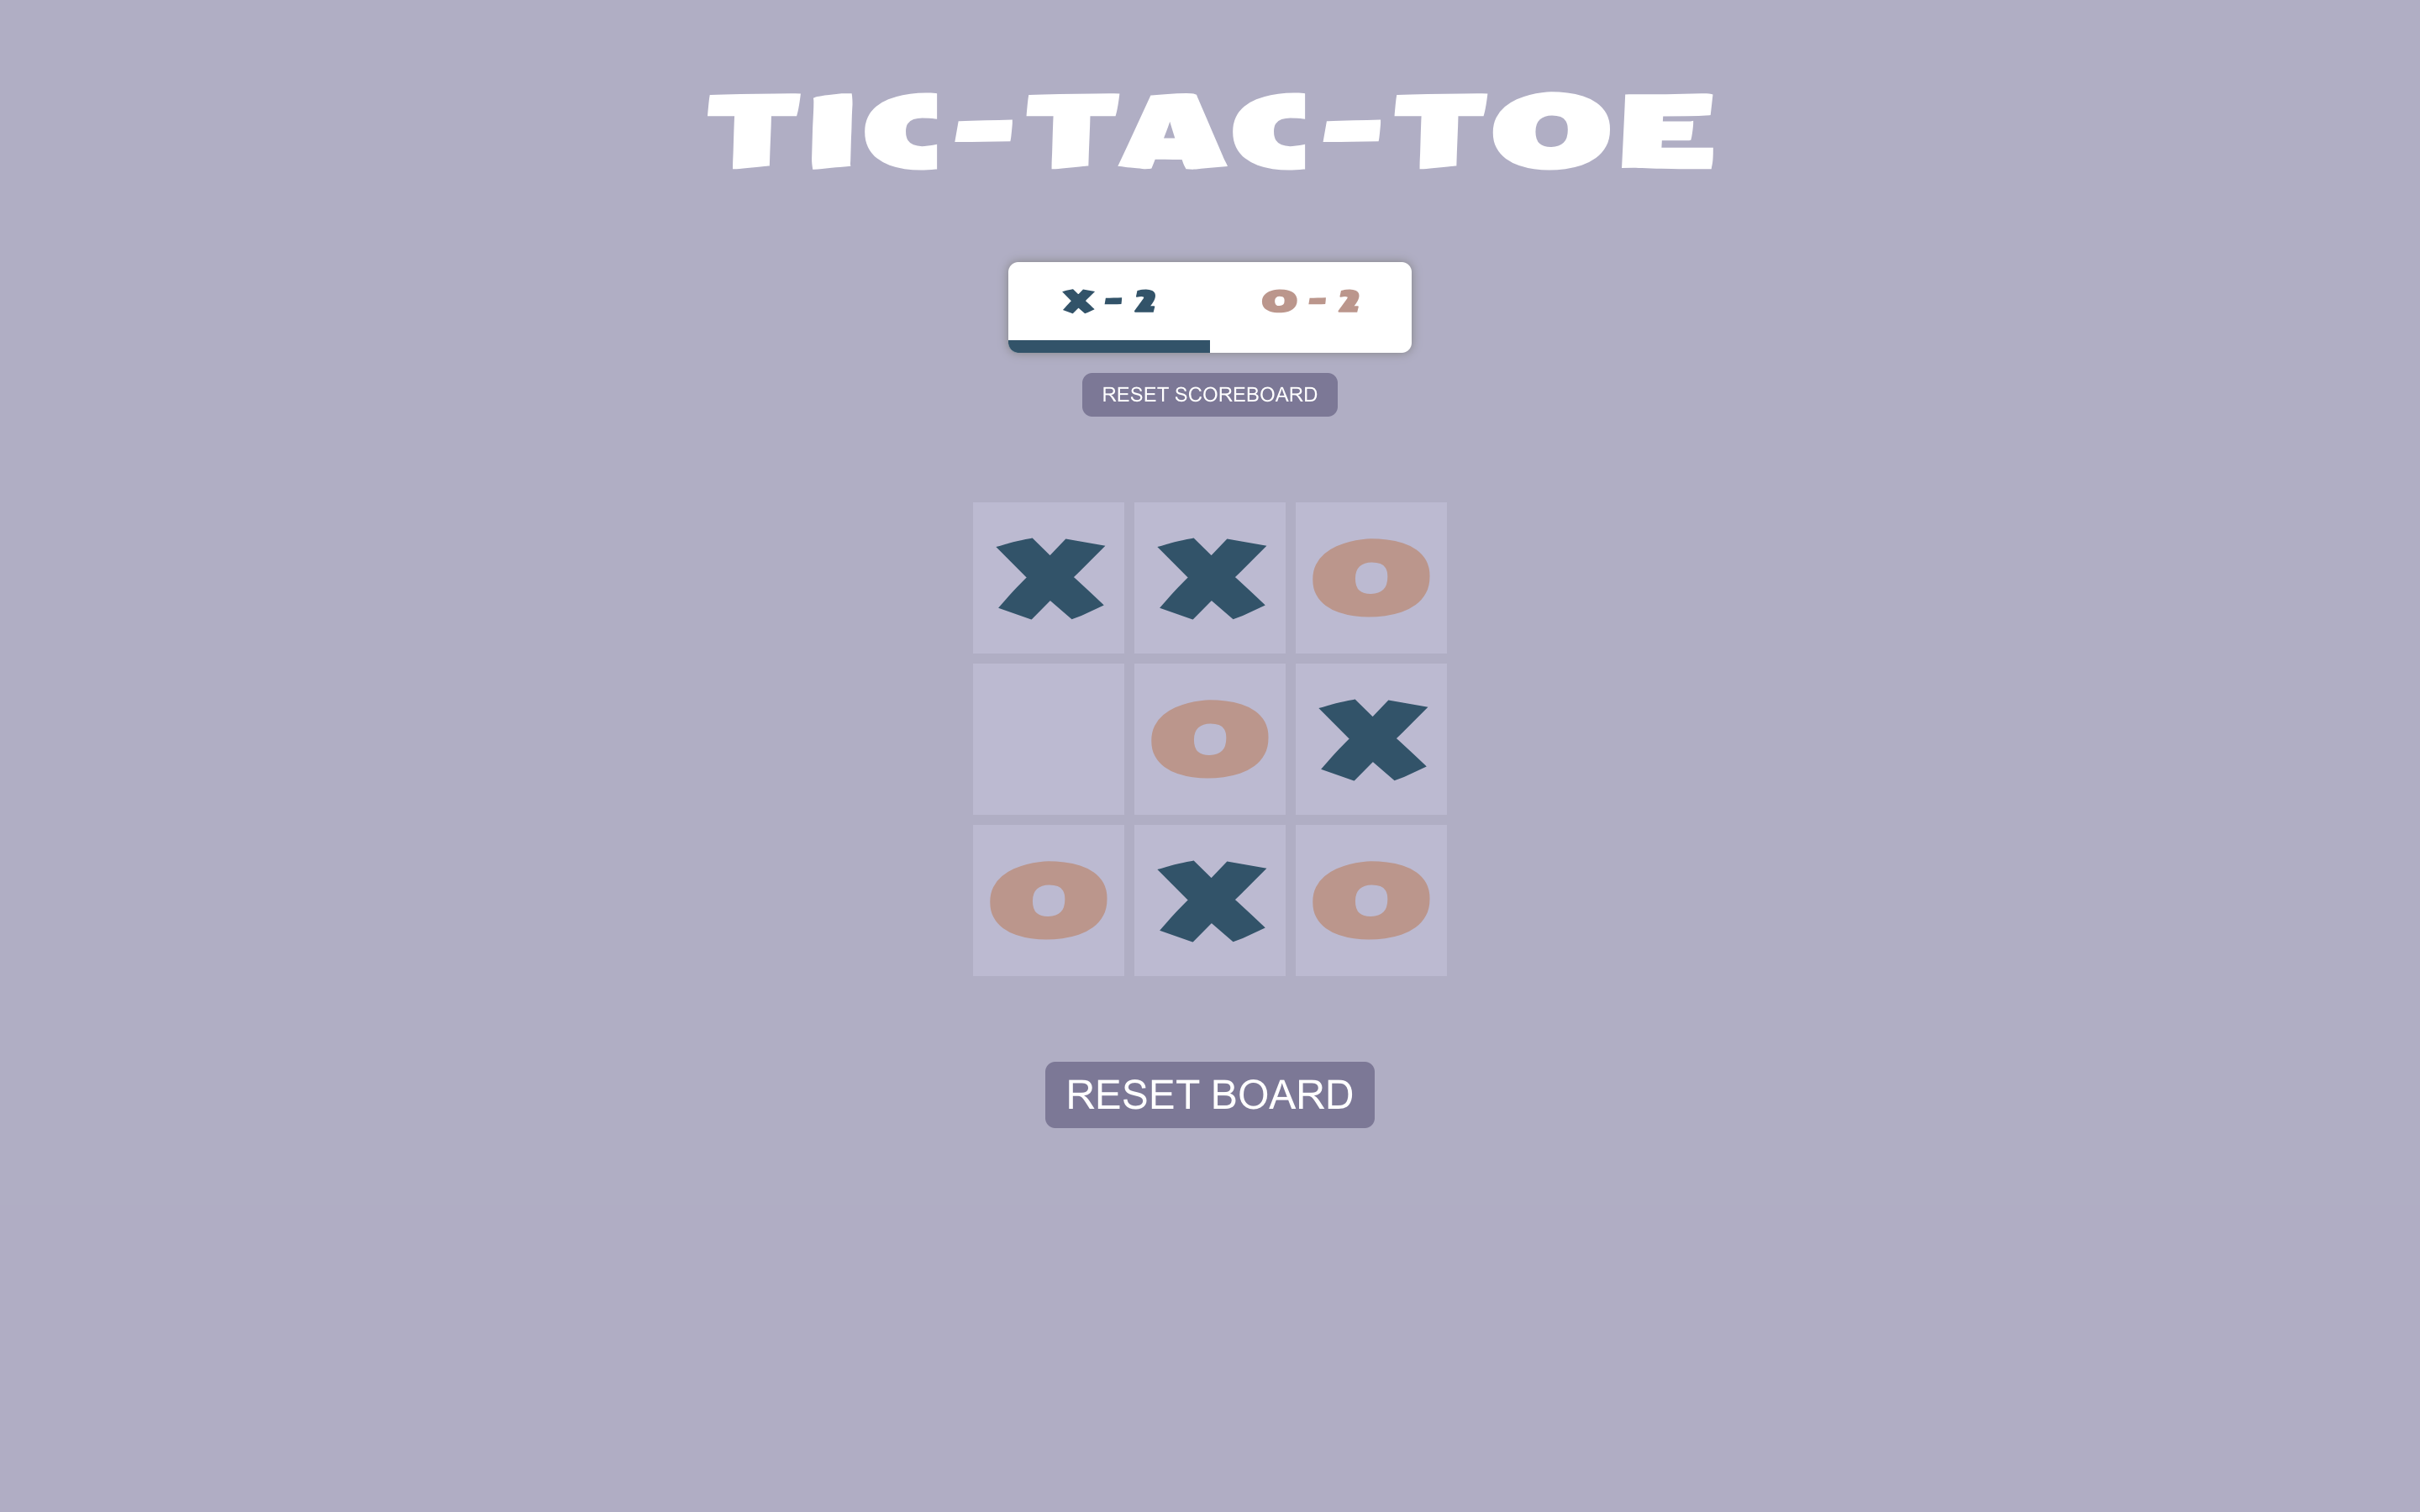 TIC-TAC-TOE
X - 2 O - 2
RESET SCOREBOARD
X X O
O X
O X O
RESET BOARD